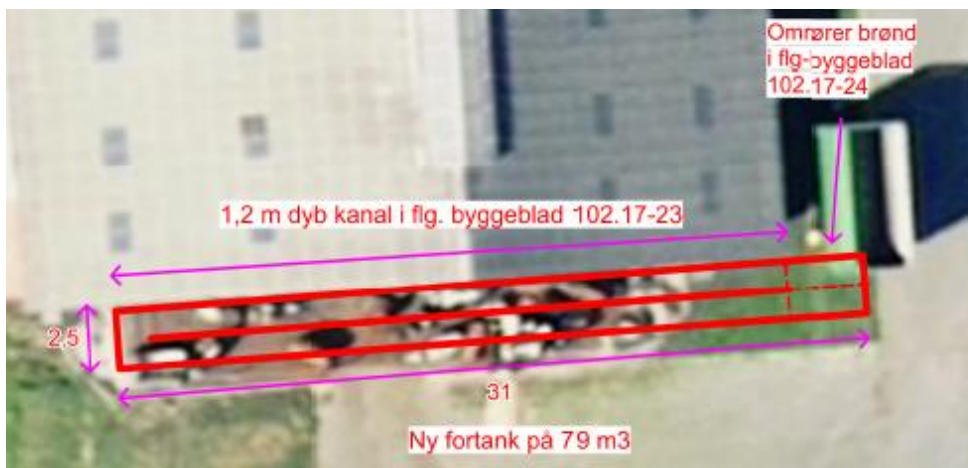 Omrører brønd
i flg-byggeblad
102.17-24
1,2 m dyb kanal i flg. byggeblad 102.17-23
2,5
31
Ny fortank på 79 m3